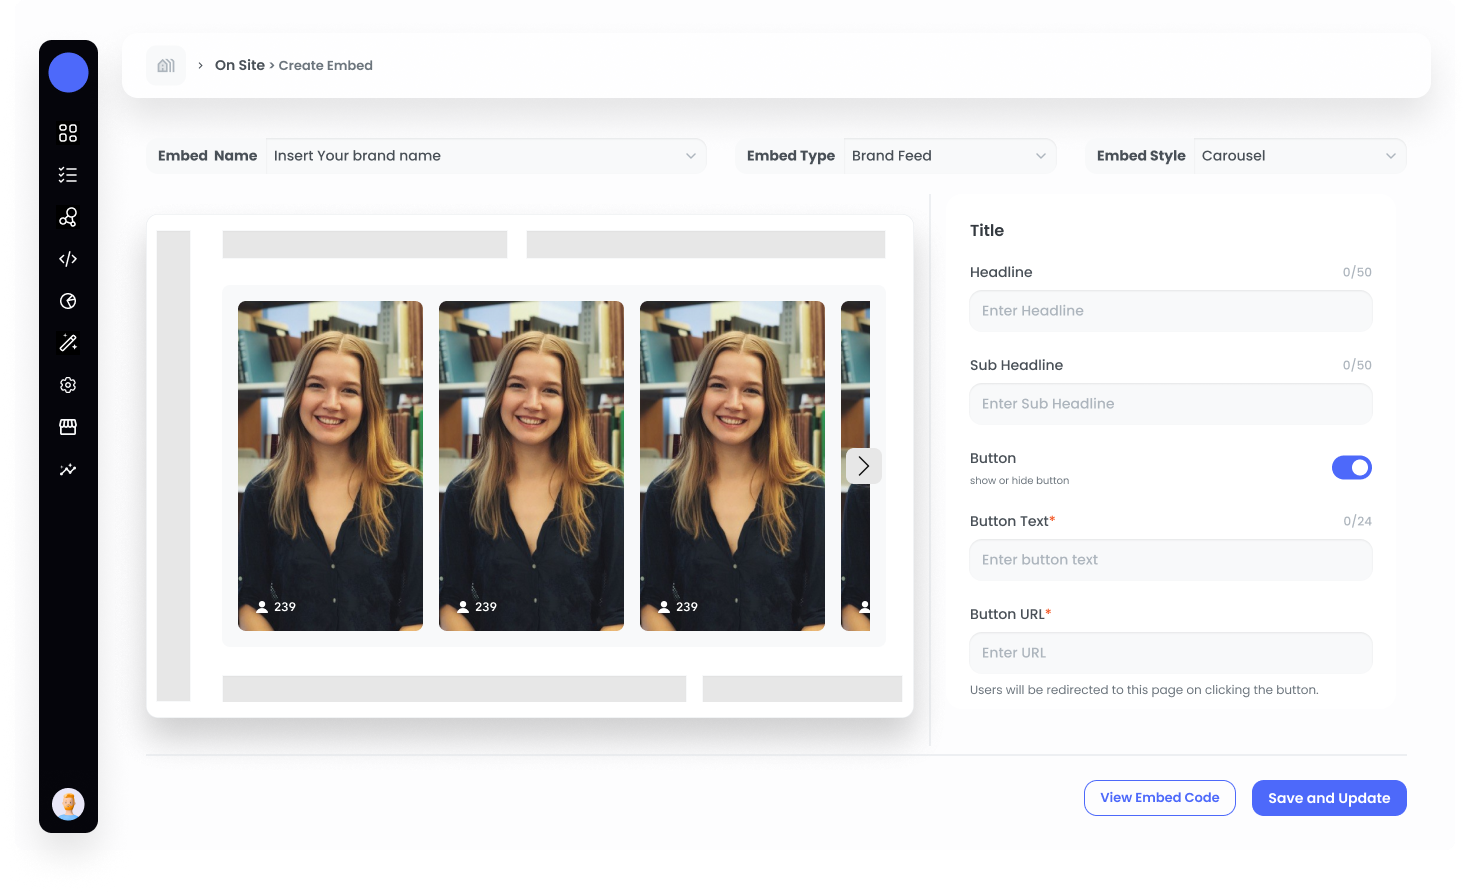 > On Site > Create Embed
Embed Name Insert Your brand name Embed Type Brand Feed Embed Style Carousel
Title
Headline 0/50
Enter Headline
Sub Headline 0/50
Enter Sub Headline
Button
show or hide button
Button Text* 0/24
Enter button text
239 239 239
Button URL*
Enter URL
Users will be redirected to this page on clicking the button.
View Embed Code Save and Update